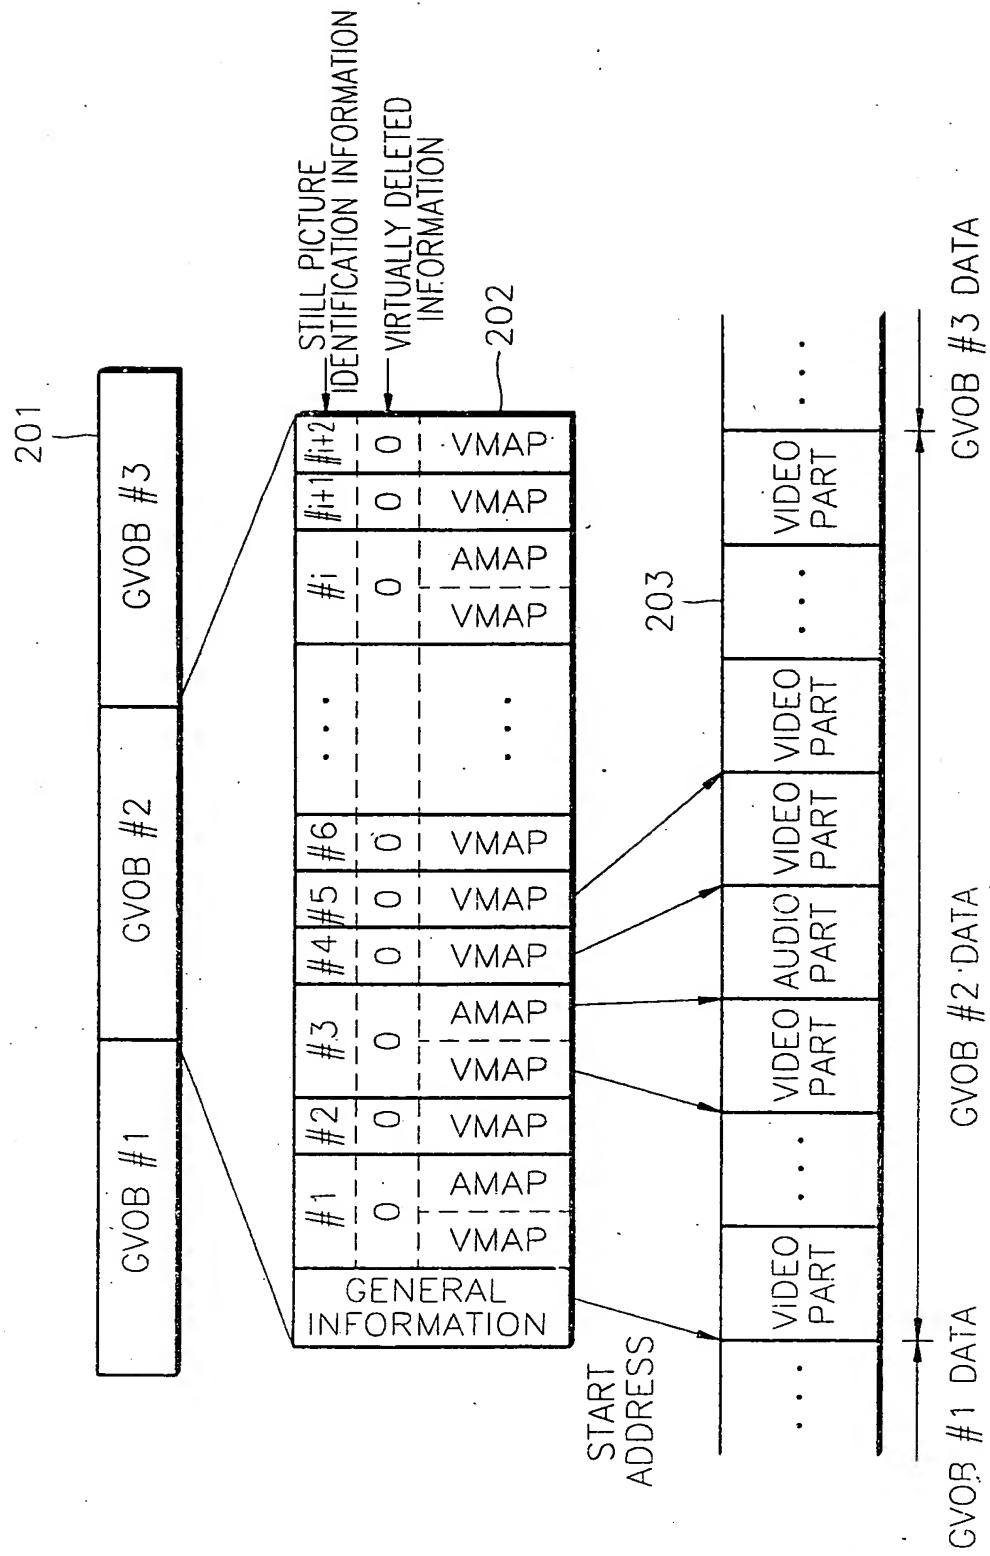 201
GVOB #1
GVOB #2
GVOB #3
STILL PICTURE
IDENTIFICATION INFORMATION
VIRTUALLY DELETED
INFORMATION
202
GENERAL
INFORMATION
#1
#2
#3
#4
#5
#6
...
#i
#i+1
#i+2
0
0
0
0
0
0
0
0
0
VMAP
AMAP
VMAP
VMAP
AMAP
VMAP
VMAP
VMAP
...
VMAP
AMAP
VMAP
VMAP
START
ADDRESS
203
...
VIDEO
PART
...
VIDEO
PART
AUDIO
PART
VIDEO
PART
VIDEO
PART
...
VIDEO
PART
...
GVOB #1 DATA
GVOB #2 DATA
GVOB #3 DATA